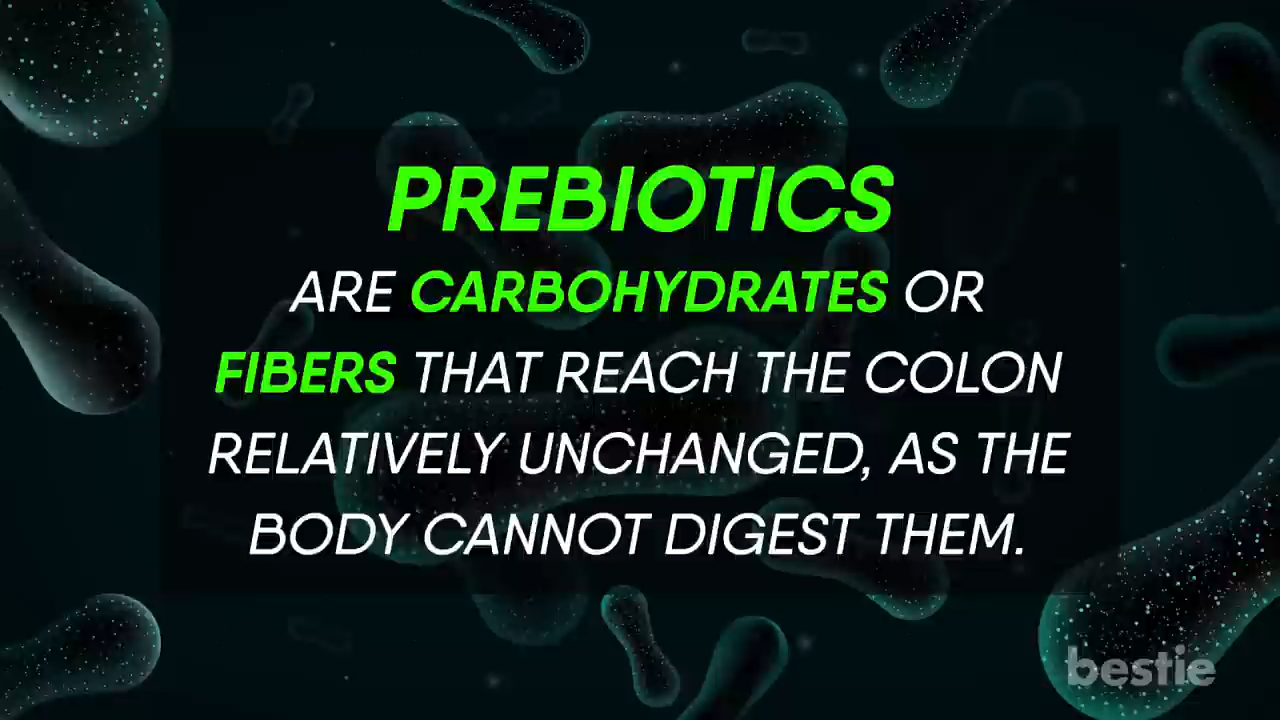 PREBIOTICS
ARE CARBOHYDRATES OR
FIBERS THAT REACH THE COLON
RELATIVELY UNCHANGED, AS THE
BODY CANNOT DIGEST THEM.
bestie